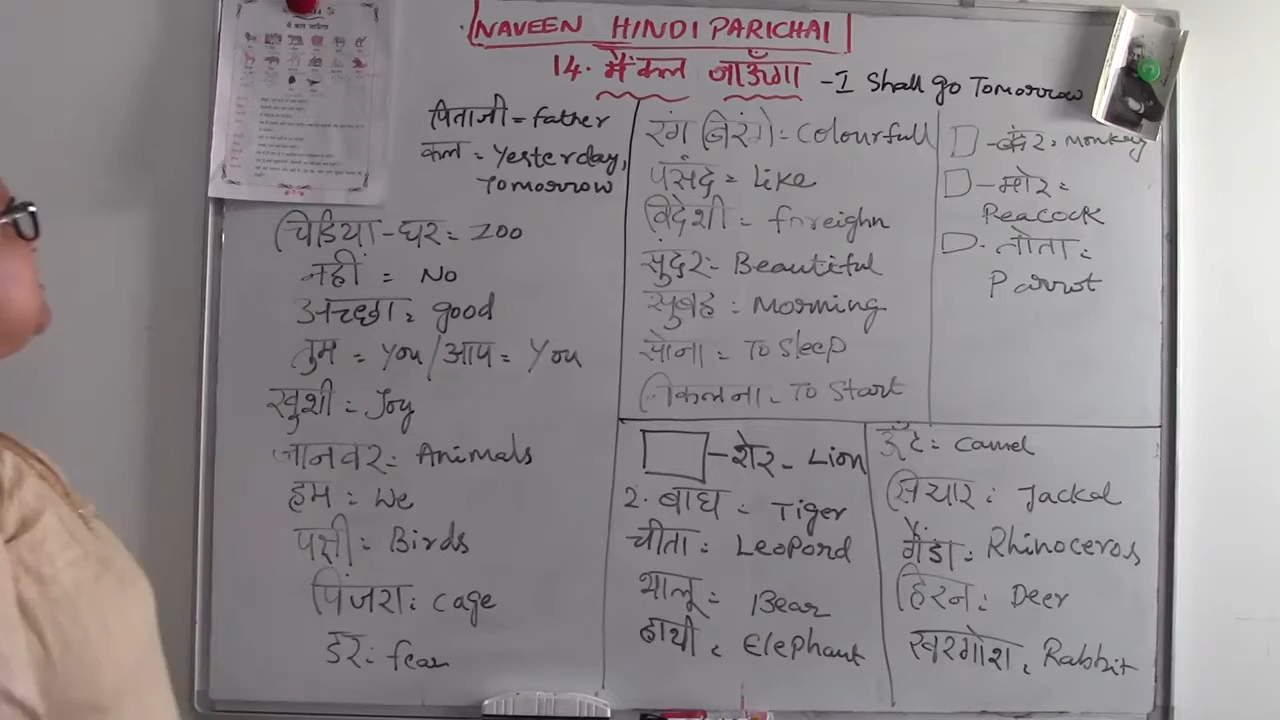 NAVEEN HINDI PARICHAI
14. मैं कल जाऊँगा - I Shall go Tomorrow
पिताजी = father
कल = Yesterday,
Tomorrow
चिडिया - घर = zoo
नहीं = No
अच्छा = good
तुम = you / आप = You
खुशी = Joy
जानवर = Animals
हम = We
पक्षी = Birds
पिंजरा = cage
डर = fear
रंग (बिरंगे) = colourfull
पसंद = Like
विदेशी = foreighn
सुंदर = Beautiful
सुबह = Morning
सोना = To Sleep
निकलना = To Start
बंदर = Monkey
मोर =
Peacock
तोता =
Parrot
शेर - Lion
2. बाघ = Tiger
चीता = Leopord
भालू = Bear
हाथी = Elephant
ऊँट = Camel
सियार = Jackal
गैंडा = Rhinoceros
हिरन = Deer
खरगोश = Rabbit